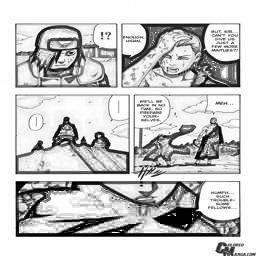 !?
ENOUGH,
BUT, SIR...
CAN'T YOU
GIVE US
JUST A
FEW MORE
MINUTES?
WE'LL BE
BACK IN NO
TIME, SO
PREPARE
YOUR-
SELVES.
MEH...
HUMPH...
SUCH
TROUBLE-
SOME
FELLOWS...
COLORED
MANGA.COM